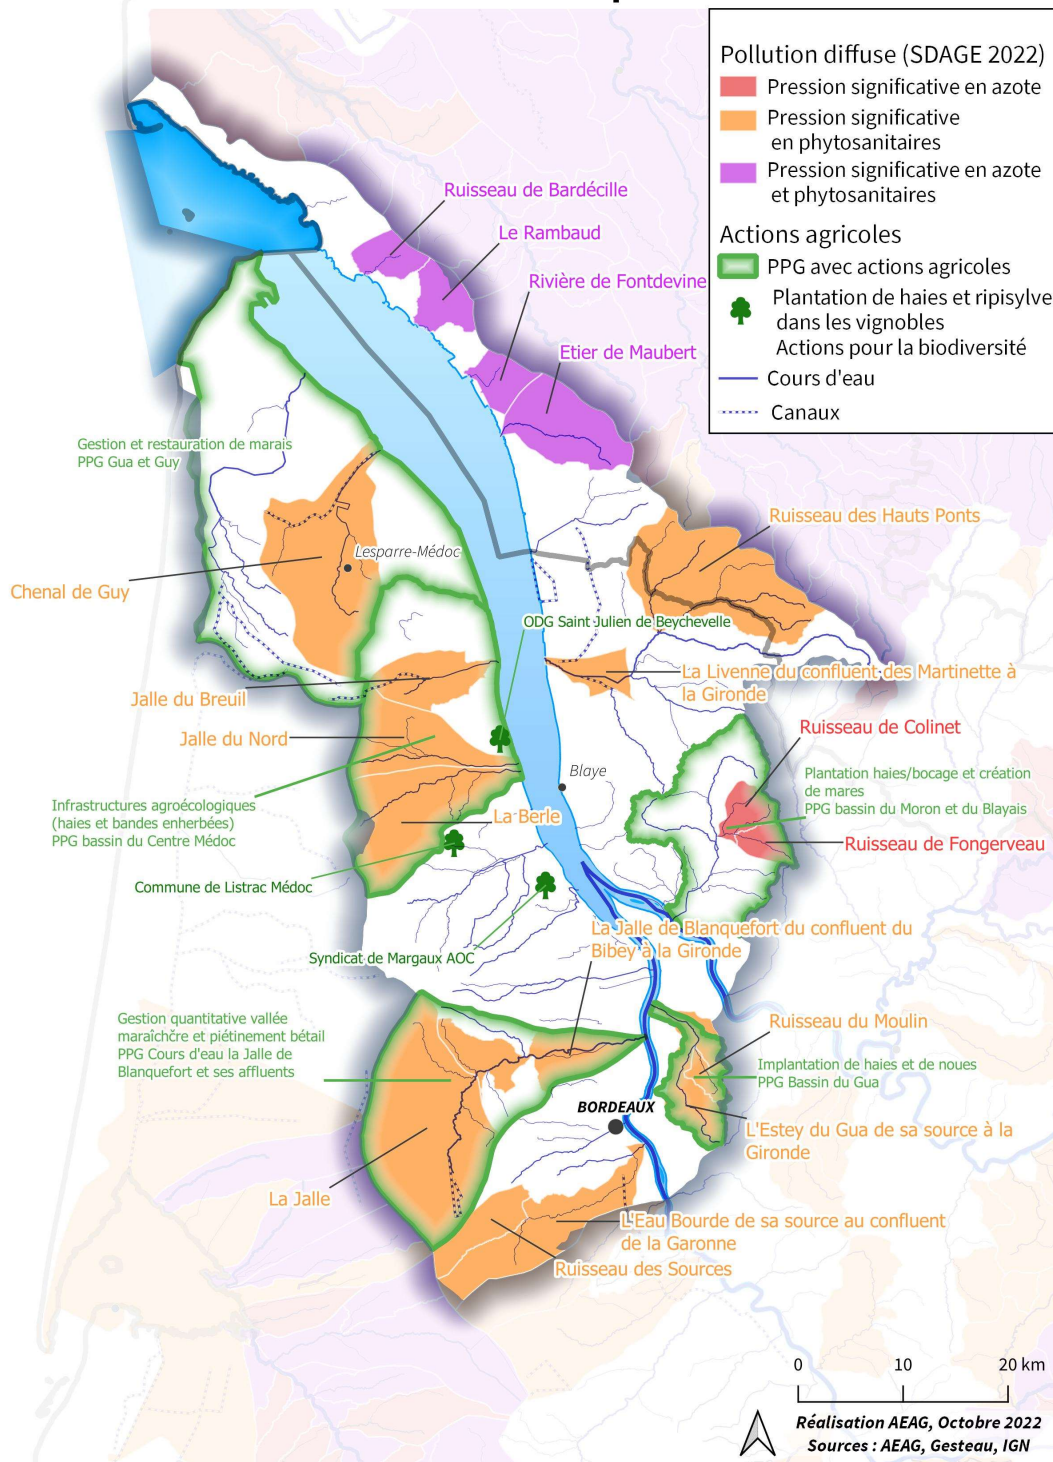 Pollution diffuse (SDAGE 2022)
Pression significative en azote
Pression significative
en phytosanitaires
Pression significative en azote
et phytosanitaires
Actions agricoles
PPG avec actions agricoles
Plantation de haies et ripisylve
dans les vignobles
Actions pour la biodiversité
Cours d'eau
Canaux
Ruisseau de Bardécille
Le Rambaud
Rivière de Fontdevine
Etier de Maubert
Gestion et restauration de marais
PPG Gua et Guy
Ruisseau des Hauts Ponts
Lesparre-Médoc
Chenal de Guy
ODG Saint Julien de Beychevelle
La Livenne du confluent des Martinette à
la Gironde
Jalle du Breuil
Ruisseau de Colinet
Jalle du Nord
Blaye
Plantation haies/bocage et création
de mares
PPG bassin du Moron et du Blayais
Infrastructures agroécologiques
(haies et bandes enherbées)
PPG bassin du Centre Médoc
La Berle
Ruisseau de Fongerveau
Commune de Listrac Médoc
La Jalle de Blanquefort du confluent du
Bibey à la Gironde
Syndicat de Margaux AOC
Gestion quantitative vallée
maraîchčre et piétinement bétail
PPG Cours d'eau la Jalle de
Blanquefort et ses affluents
Ruisseau du Moulin
Implantation de haies et de noues
PPG Bassin du Gua
BORDEAUX
L'Estey du Gua de sa source à la
Gironde
La Jalle
L'Eau Bourde de sa source au confluent
de la Garonne
Ruisseau des Sources
0 10 20 km
Réalisation AEAG, Octobre 2022
Sources : AEAG, Gesteau, IGN